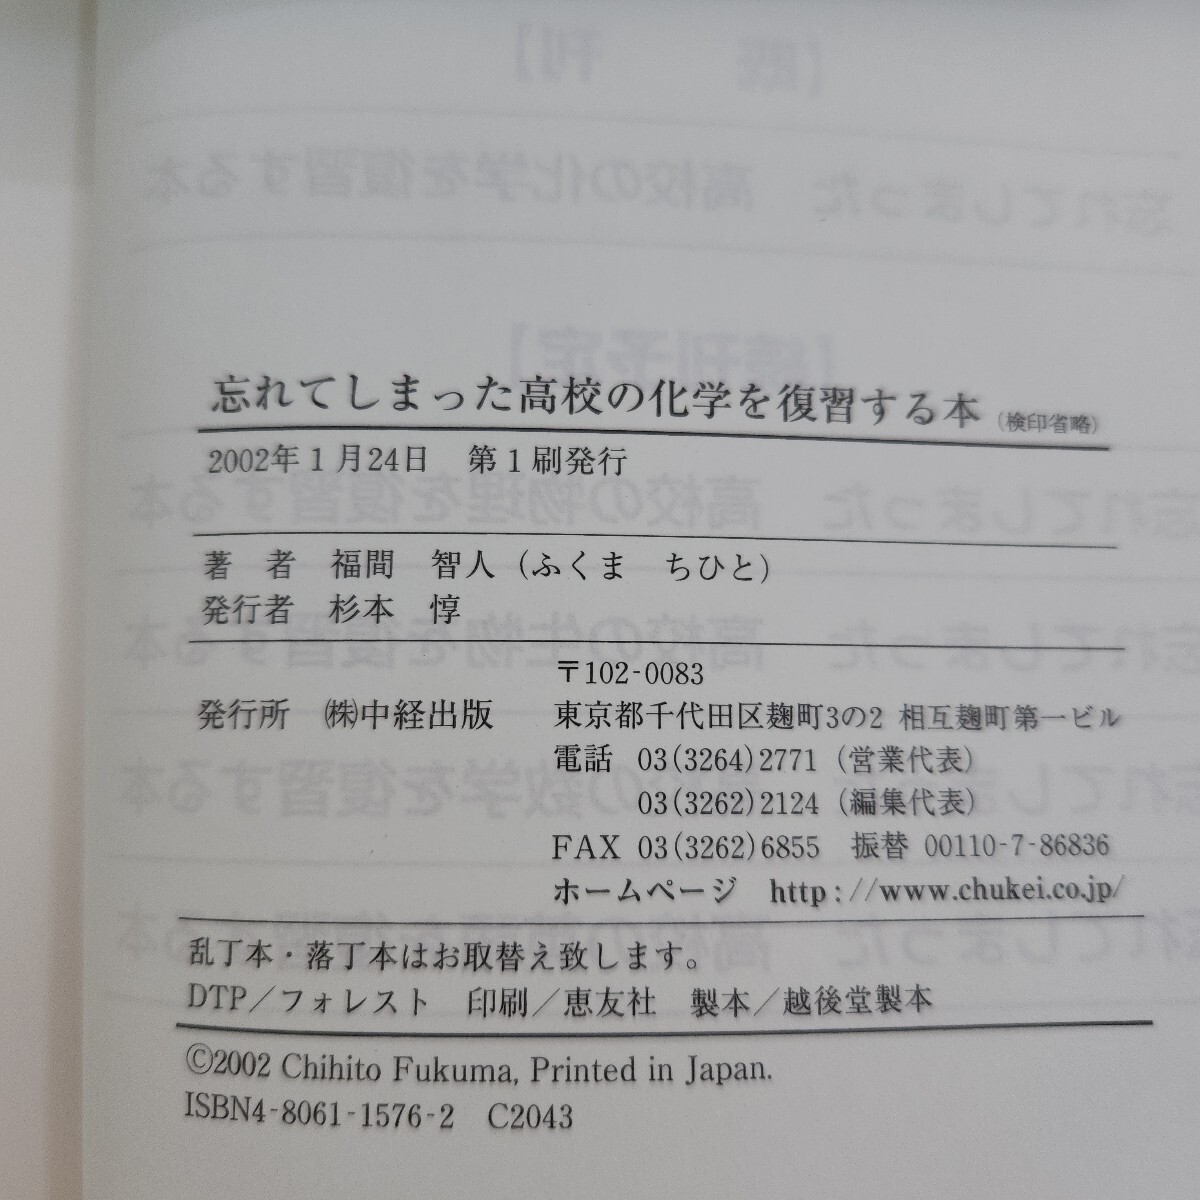 忘れてしまった高校の化学を復習する本 (検印省略)
2002年1月24日 第1刷発行
著 者 福間 智人 (ふくま ちひと)
発行者 杉本 惇
〒102-0083
発行所 ㈱中経出版 東京都千代田区麹町3の2 相互麹町第一ビル
電話 03(3264)2771 (営業代表)
03(3262)2124 (編集代表)
FAX 03(3262)6855 振替 00110-7-86836
ホームページ http://www.chukei.co.jp/
乱丁本・落丁本はお取替え致します。
DTP/フォレスト 印刷/恵友社 製本/越後堂製本
©2002 Chihito Fukuma, Printed in Japan.
ISBN4-8061-1576-2 C2043